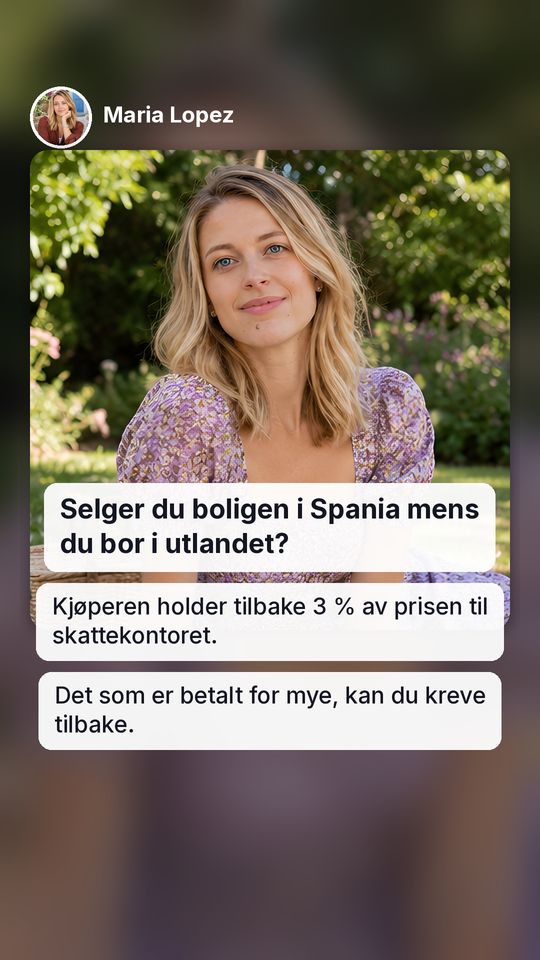 Maria Lopez
Selger du boligen i Spania mens
du bor i utlandet?
Kjøperen holder tilbake 3 % av prisen til
skattekontoret.
Det som er betalt for mye, kan du kreve
tilbake.